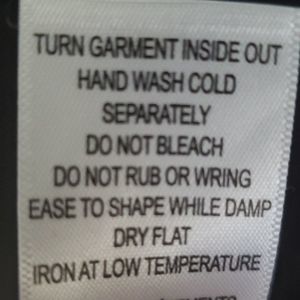 TURN GARMENT INSIDE OUT
HAND WASH COLD
SEPARATELY
DO NOT BLEACH
DO NOT RUB OR WRING
EASE TO SHAPE WHILE DAMP
DRY FLAT
IRON AT LOW TEMPERATURE